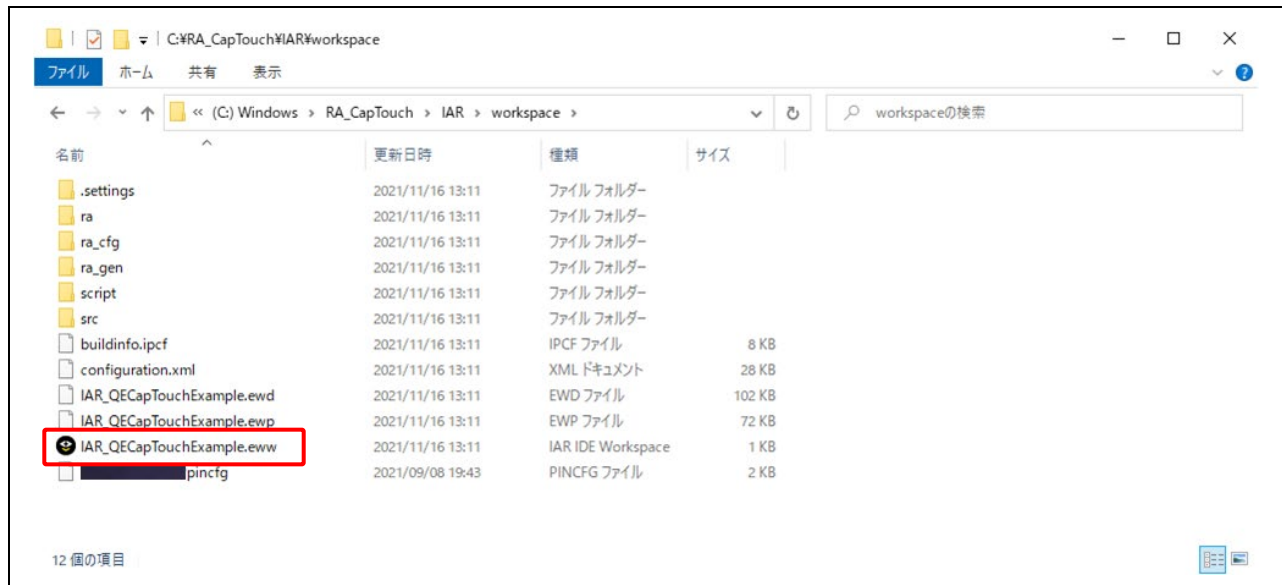 C:¥RA_CapTouch¥IAR¥workspace
ファイル ホーム 共有 表示
« (C:) Windows › RA_CapTouch › IAR › workspace › workspaceの検索
名前 更新日時 種類 サイズ
.settings 2021/11/16 13:11 ファイル フォルダー
ra 2021/11/16 13:11 ファイル フォルダー
ra_cfg 2021/11/16 13:11 ファイル フォルダー
ra_gen 2021/11/16 13:11 ファイル フォルダー
script 2021/11/16 13:11 ファイル フォルダー
src 2021/11/16 13:11 ファイル フォルダー
buildinfo.ipcf 2021/11/16 13:11 IPCF ファイル 8 KB
configuration.xml 2021/11/16 13:11 XML ドキュメント 28 KB
IAR_QECapTouchExample.ewd 2021/11/16 13:11 EWD ファイル 102 KB
IAR_QECapTouchExample.ewp 2021/11/16 13:11 EWP ファイル 72 KB
IAR_QECapTouchExample.eww 2021/11/16 13:11 IAR IDE Workspace 1 KB
pincfg 2021/09/08 19:43 PINCFG ファイル 2 KB
12 個の項目